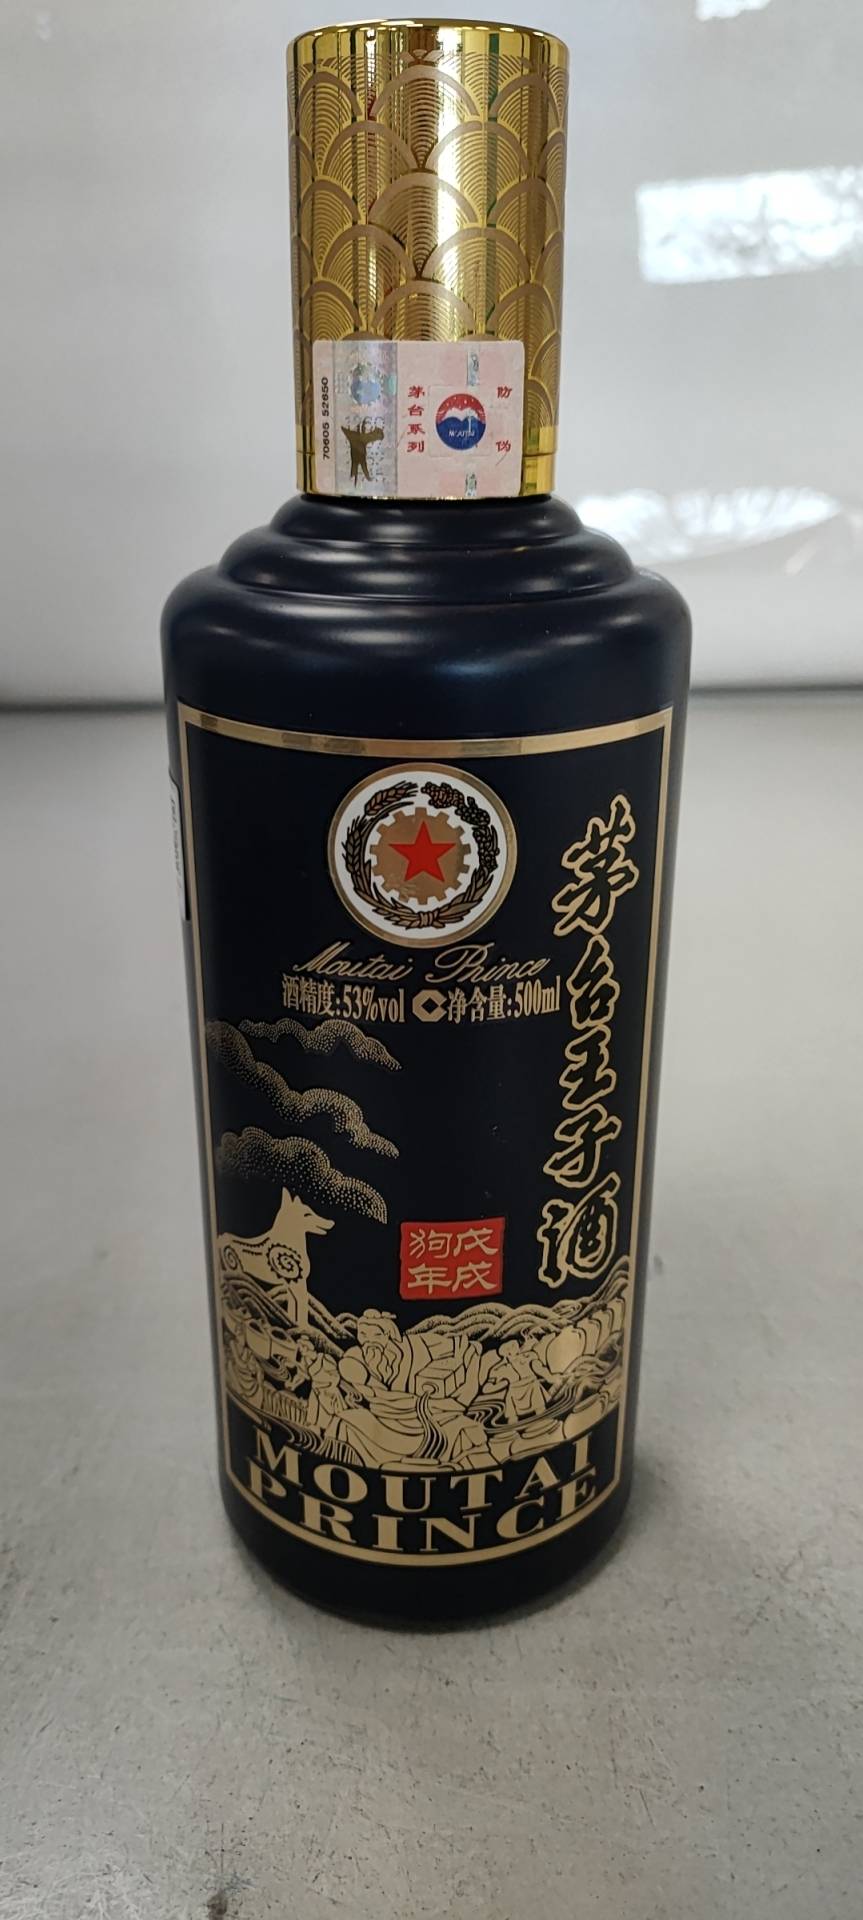 70605 52650
茅台系列
防伪
MOUTAI
Moutai Prince
酒精度:53%vol 净含量:500ml
茅台王子酒
戊戌
狗年
MOUTAI
PRINCE